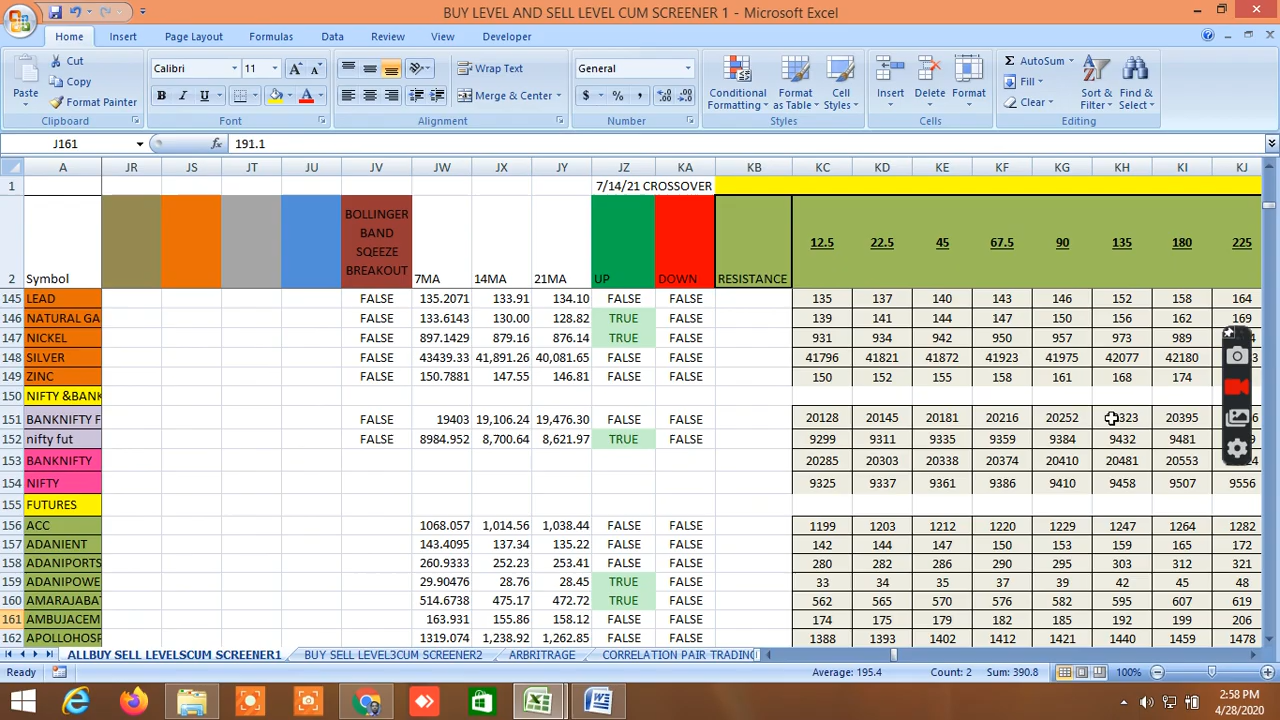 BUY LEVEL AND SELL LEVEL CUM SCREENER 1 - Microsoft Excel
Home Insert Page Layout Formulas Data Review View Developer
Cut Calibri 11 Wrap Text General AutoSum
Copy Fill
Paste Format Painter Merge & Center $ % , Conditional Formatting Format as Table Cell Styles Insert Delete Format Clear Sort & Filter Find & Select
Clipboard Font Alignment Number Styles Cells Editing
J161 fx 191.1
A JR JS JT JU JV JW JX JY JZ KA KB KC KD KE KF KG KH KI KJ
1 7/14/21 CROSSOVER
2 Symbol BOLLINGER BAND SQEEZE BREAKOUT 7MA 14MA 21MA UP DOWN RESISTANCE 12.5 22.5 45 67.5 90 135 180 225
145 LEAD FALSE 135.2071 133.91 134.10 FALSE FALSE 135 137 140 143 146 152 158 164
146 NATURAL GA FALSE 133.6143 130.00 128.82 TRUE FALSE 139 141 144 147 150 156 162
147 NICKEL FALSE 897.1429 879.16 876.14 TRUE FALSE 931 934 942 950 957 973 989
148 SILVER FALSE 43439.33 41,891.26 40,081.65 FALSE FALSE 41796 41821 41872 41923 41975 42077 42180
149 ZINC FALSE 150.7881 147.55 146.81 FALSE FALSE 150 152 155 158 161 168 174
150 NIFTY &BANK
151 BANKNIFTY F FALSE 19403 19,106.24 19,476.30 FALSE FALSE 20128 20145 20181 20216 20252 323 20395
152 nifty fut FALSE 8984.952 8,700.64 8,621.97 TRUE FALSE 9299 9311 9335 9359 9384 9432 9481
153 BANKNIFTY 20285 20303 20338 20374 20410 20481 20553
154 NIFTY 9325 9337 9361 9386 9410 9458 9507 9556
155 FUTURES
156 ACC 1068.057 1,014.56 1,038.44 FALSE FALSE 1199 1203 1212 1220 1229 1247 1264 1282
157 ADANIENT 143.4095 137.34 135.22 FALSE FALSE 142 144 147 150 153 159 165 172
158 ADANIPORTS 260.9333 252.23 253.41 FALSE FALSE 280 282 286 290 295 303 312 321
159 ADANIPOWE 29.90476 28.76 28.45 TRUE FALSE 33 34 35 37 39 42 45 48
160 AMARAJABA 514.6738 475.17 472.72 TRUE FALSE 562 565 570 576 582 595 607 619
161 AMBUJACEM 163.931 155.86 158.12 FALSE FALSE 174 175 179 182 185 192 199 206
162 APOLLOHOSP 1319.074 1,238.92 1,262.85 FALSE FALSE 1388 1393 1402 1412 1421 1440 1459 1478
ALLBUY SELL LEVELSCUM SCREENER1 BUY SELL LEVEL3CUM SCREENER2 ARBRITRAGE CORRELATION PAIR TRADING
Ready Average: 195.4 Count: 2 Sum: 390.8 100%
2:58 PM
4/28/2020